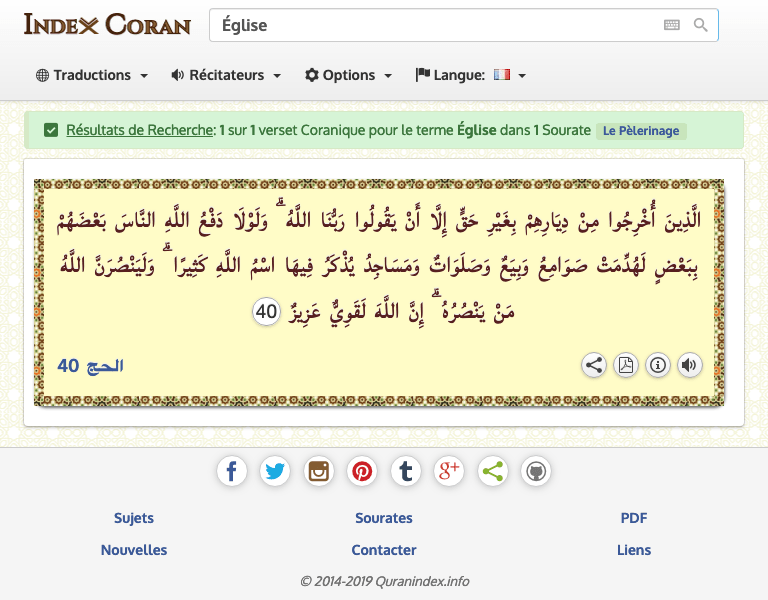 Index Coran
Église
Traductions Récitateurs Options Langue:
Résultats de Recherche: 1 sur 1 verset Coranique pour le terme Église dans 1 Sourate Le Pèlerinage
الَّذِينَ أُخْرِجُوا مِنْ دِيَارِهِمْ بِغَيْرِ حَقٍّ إِلَّا أَنْ يَقُولُوا رَبُّنَا اللَّهُ ۗ وَلَوْلَا دَفْعُ اللَّهِ النَّاسَ بَعْضَهُمْ
بِبَعْضٍ لَهُدِّمَتْ صَوَامِعُ وَبِيَعٌ وَصَلَوَاتٌ وَمَسَاجِدُ يُذْكَرُ فِيهَا اسْمُ اللَّهِ كَثِيرًا ۗ وَلَيَنْصُرَنَّ اللَّهُ
مَنْ يَنْصُرُهُ ۗ إِنَّ اللَّهَ لَقَوِيٌّ عَزِيزٌ 40
الحج 40
Sujets Sourates PDF
Nouvelles Contacter Liens
© 2014-2019 Quranindex.info